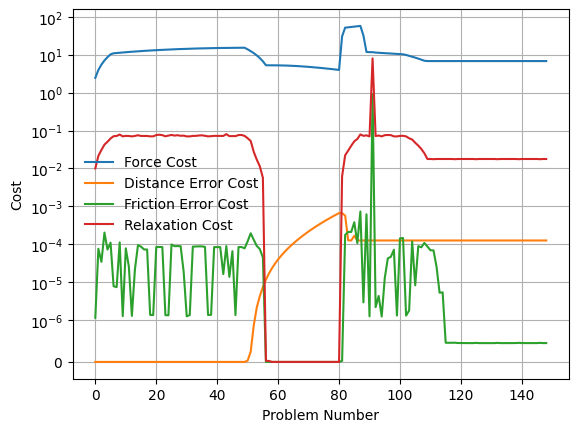 10²
10¹
10⁰
10⁻¹
10⁻²
10⁻³
10⁻⁴
10⁻⁵
10⁻⁶
0
Cost
Force Cost
Distance Error Cost
Friction Error Cost
Relaxation Cost
0 20 40 60 80 100 120 140
Problem Number